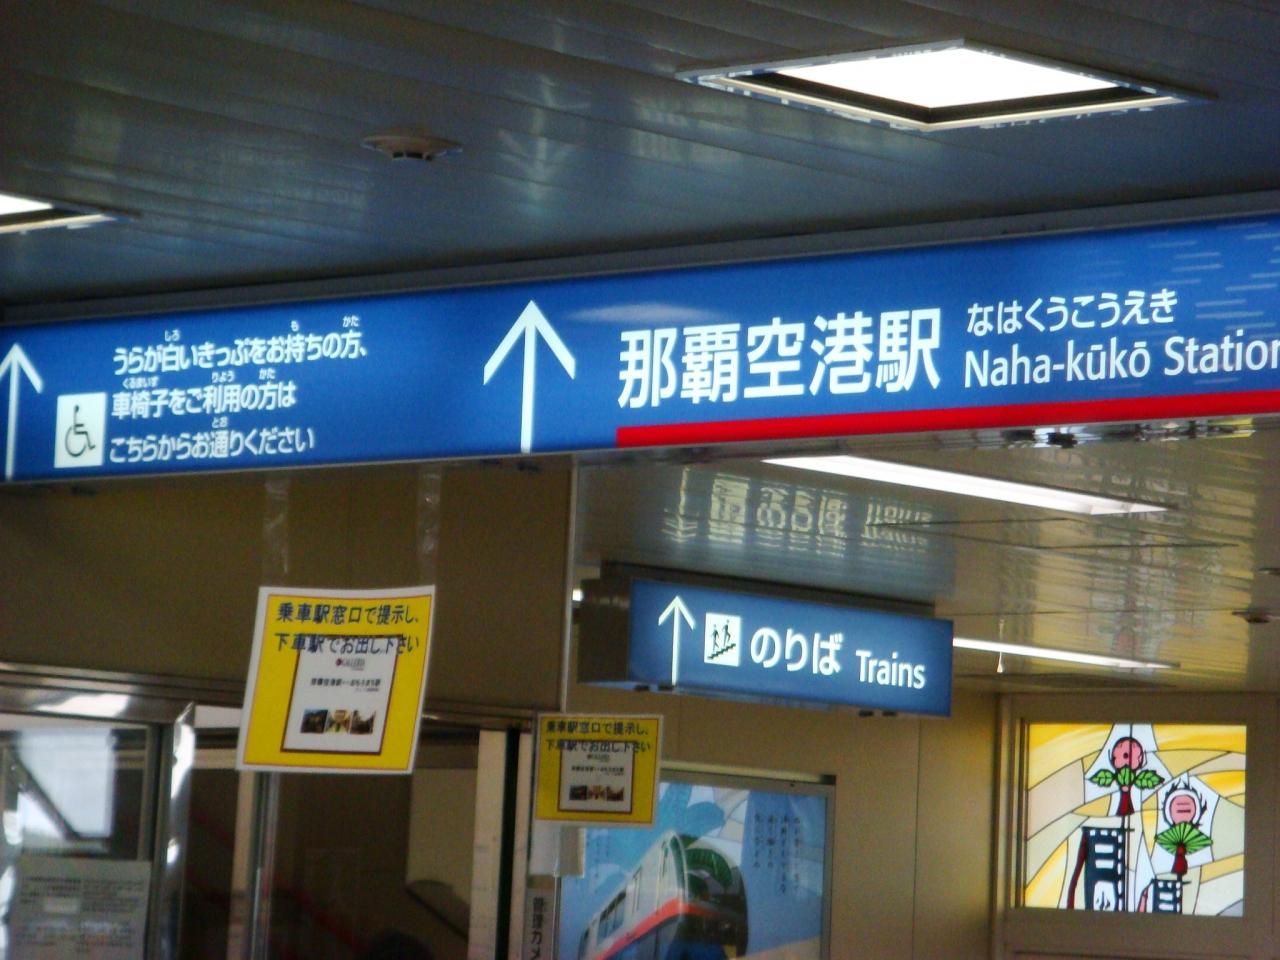 うらが白いきっぷをお持ちの方、
車椅子をご利用の方は
こちらからお通りください
那覇空港駅
なはくうこうえき
Naha-kūkō Station
のりば Trains
乗車駅窓口で提示し、
下車駅でお出し下さい
乗車駅窓口で提示し、
下車駅でお出し下さい